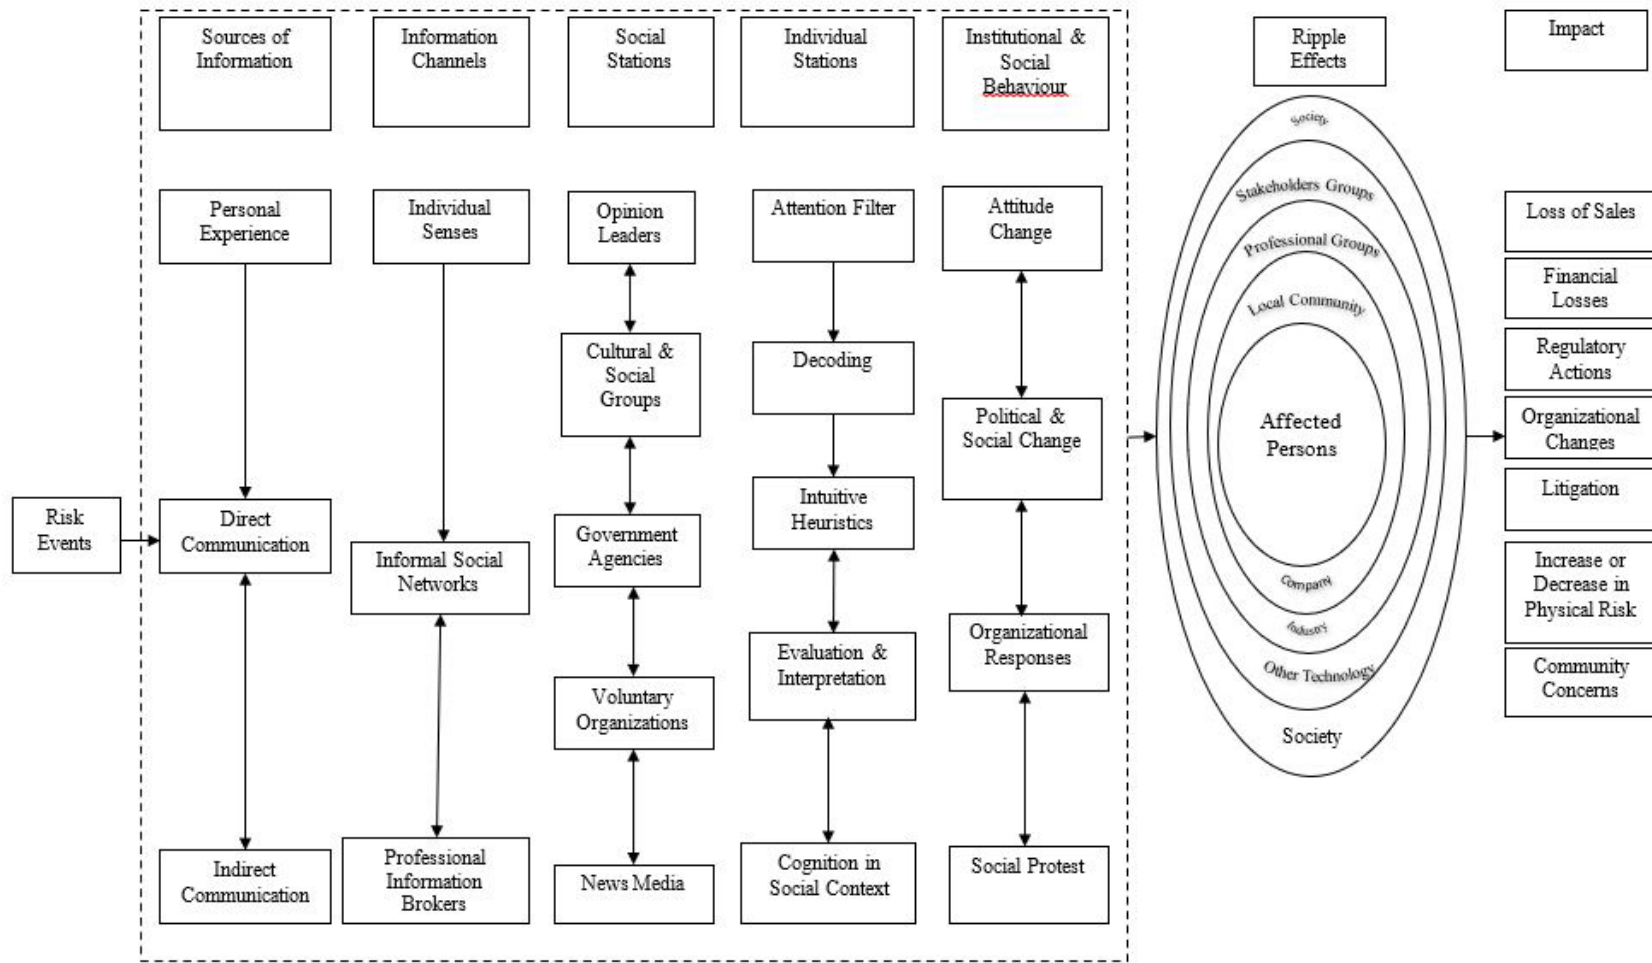 Sources of
Information
Information
Channels
Social
Stations
Individual
Stations
Institutional &
Social
Behaviour
Ripple
Effects
Impact
Personal
Experience
Individual
Senses
Opinion
Leaders
Attention Filter
Attitude
Change
Cultural &
Social
Groups
Decoding
Political &
Social Change
Risk
Events
Direct
Communication
Informal Social
Networks
Government
Agencies
Intuitive
Heuristics
Evaluation &
Interpretation
Organizational
Responses
Voluntary
Organizations
Indirect
Communication
Professional
Information
Brokers
News Media
Cognition in
Social Context
Social Protest
Society
Stakeholders Groups
Professional Groups
Local Community
Affected
Persons
Company
Industry
Other Technology
Society
Loss of Sales
Financial
Losses
Regulatory
Actions
Organizational
Changes
Litigation
Increase or
Decrease in
Physical Risk
Community
Concerns